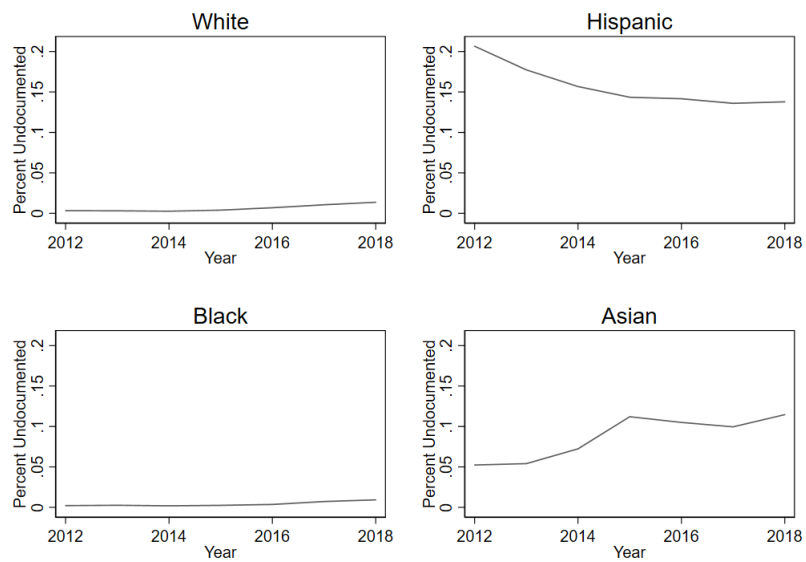 White
Percent Undocumented
0 .05 .1 .15 .2
2012 2014 2016 2018
Year
Hispanic
Percent Undocumented
0 .05 .1 .15 .2
2012 2014 2016 2018
Year
Black
Percent Undocumented
0 .05 .1 .15 .2
2012 2014 2016 2018
Year
Asian
Percent Undocumented
0 .05 .1 .15 .2
2012 2014 2016 2018
Year